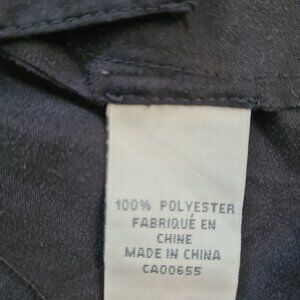 100% POLYESTER
FABRIQUÉ EN
CHINE
MADE IN CHINA
CA00655